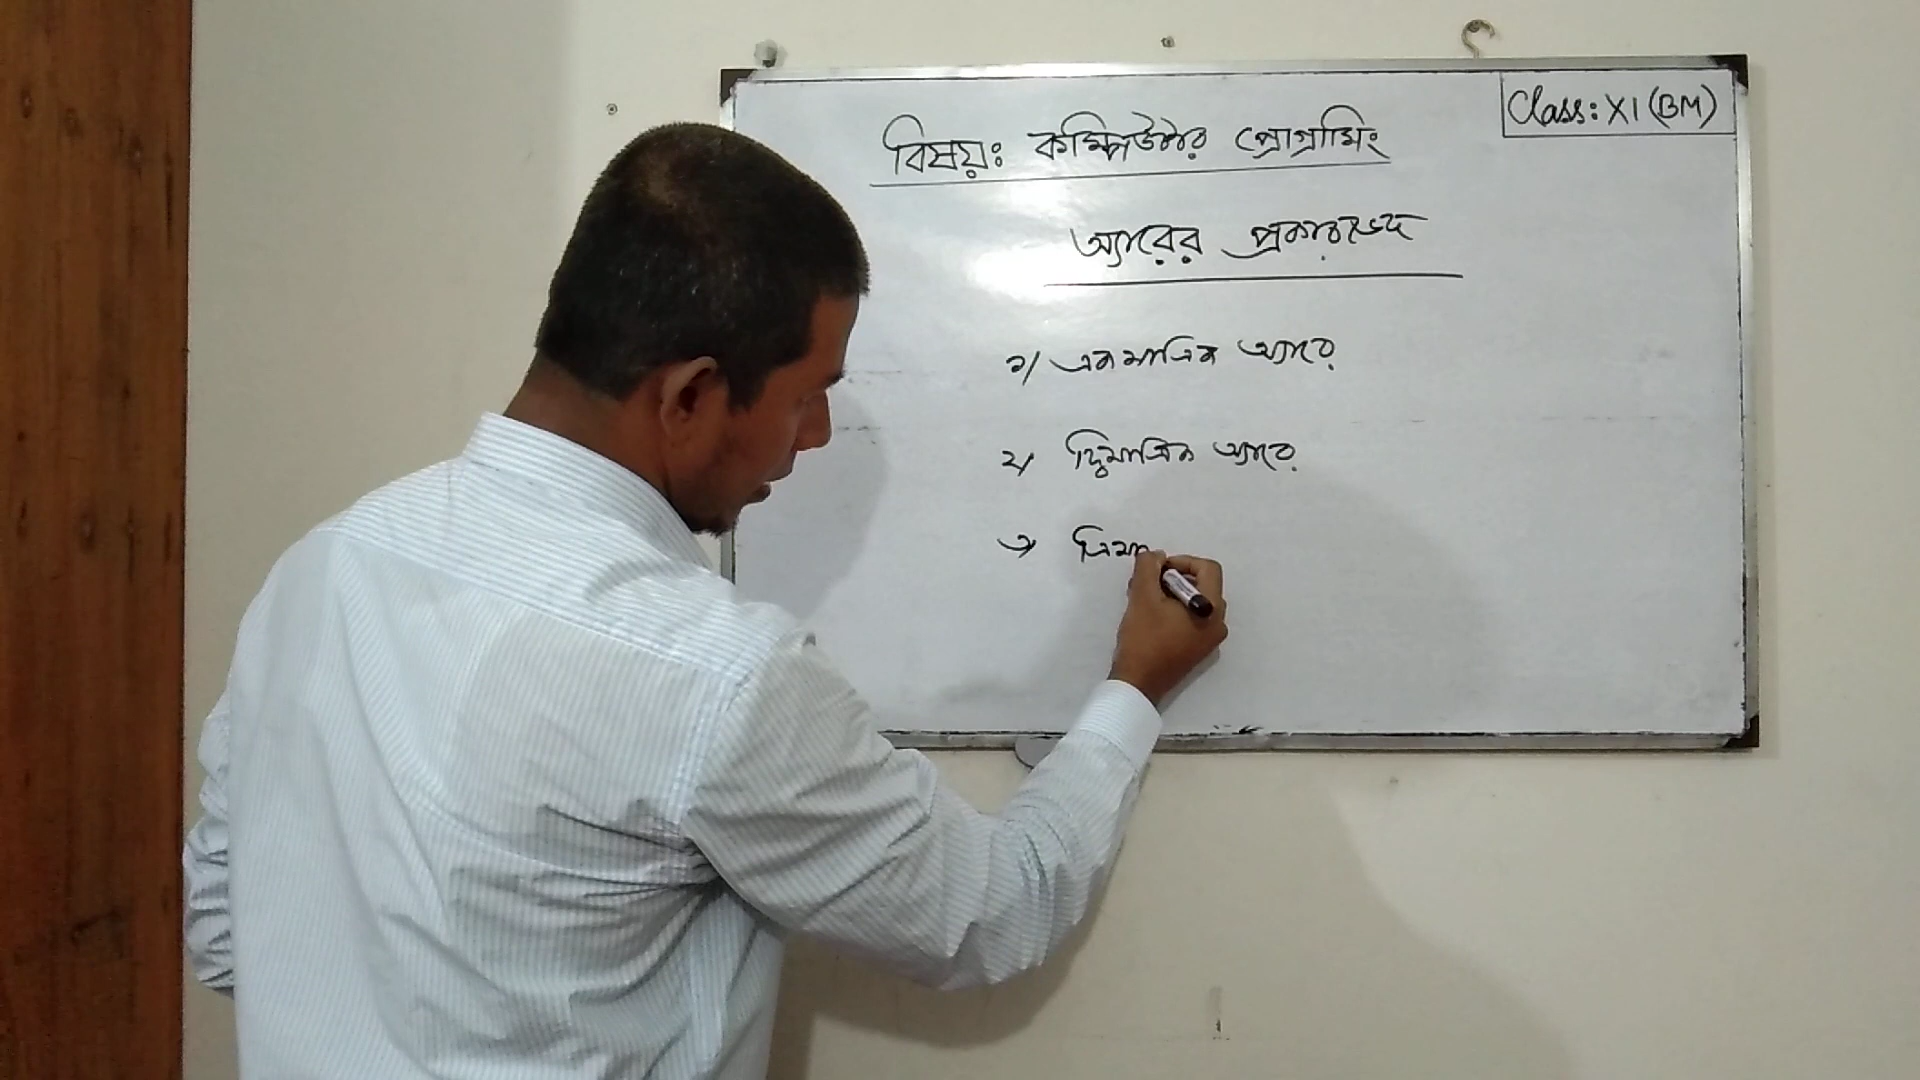 Class: XI (BM)
বিষয়ঃ কম্পিউটার প্রোগ্রামিং
অ্যারের প্রকারভেদ
১/ একমাত্রিক অ্যারে
২/ দ্বিমাত্রিক অ্যারে
৩/ ত্রিমা